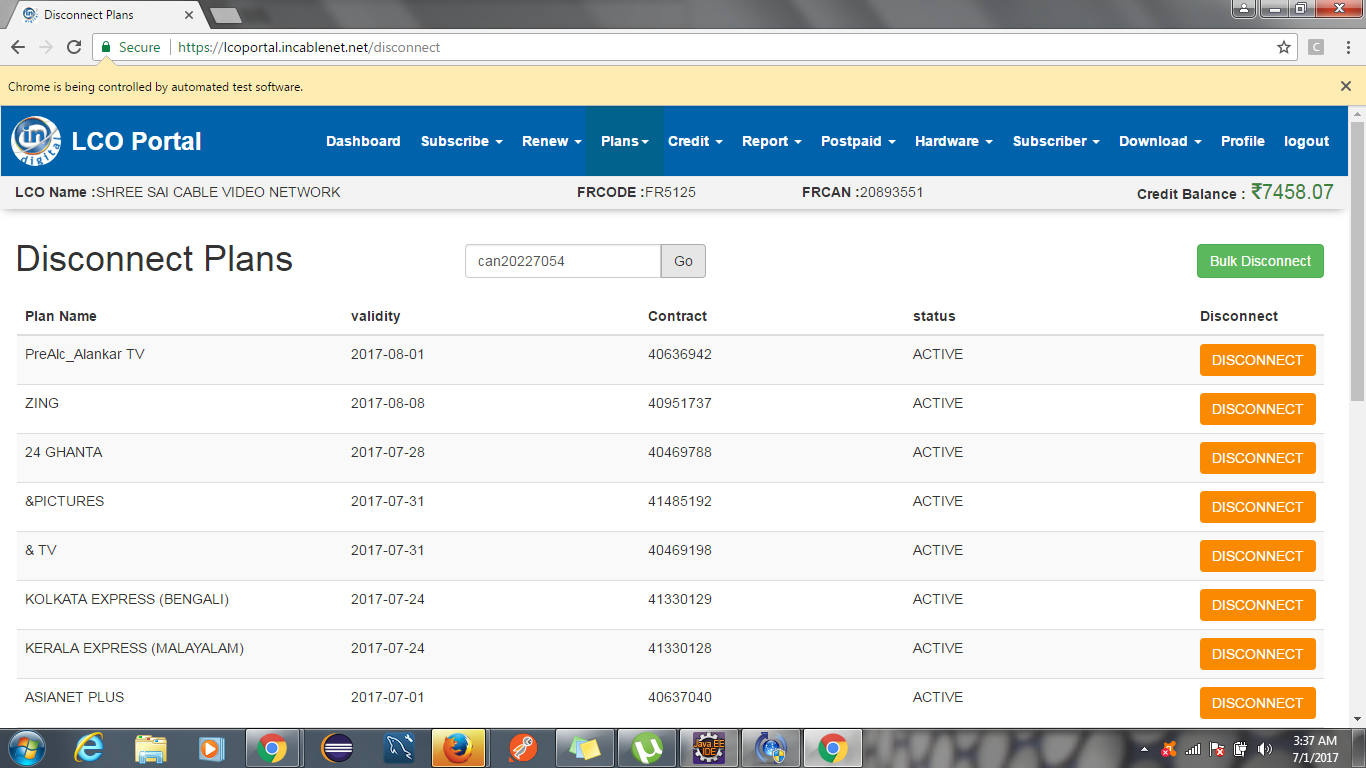 Disconnect Plans
Secure https://lcoportal.incablenet.net/disconnect
C
Chrome is being controlled by automated test software.
in digital LCO Portal Dashboard Subscribe Renew Plans Credit Report Postpaid Hardware Subscriber Download Profile logout
LCO Name :SHREE SAI CABLE VIDEO NETWORK FRCODE :FR5125 FRCAN :20893551 Credit Balance : ₹7458.07
Disconnect Plans can20227054 Go Bulk Disconnect
Plan Name validity Contract status Disconnect
PreAlc_Alankar TV 2017-08-01 40636942 ACTIVE DISCONNECT
ZING 2017-08-08 40951737 ACTIVE DISCONNECT
24 GHANTA 2017-07-28 40469788 ACTIVE DISCONNECT
&PICTURES 2017-07-31 41485192 ACTIVE DISCONNECT
& TV 2017-07-31 40469198 ACTIVE DISCONNECT
KOLKATA EXPRESS (BENGALI) 2017-07-24 41330129 ACTIVE DISCONNECT
KERALA EXPRESS (MALAYALAM) 2017-07-24 41330128 ACTIVE DISCONNECT
ASIANET PLUS 2017-07-01 40637040 ACTIVE DISCONNECT
Java EE IDE
3:37 AM
7/1/2017